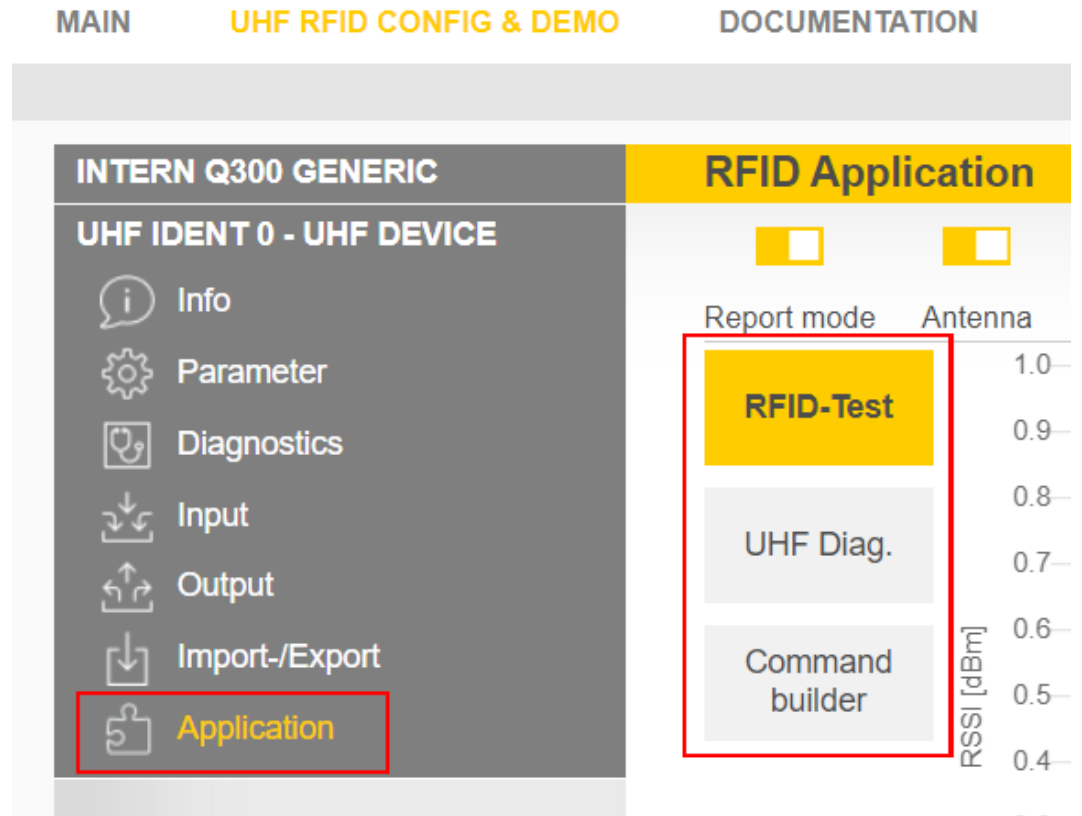 MAIN UHF RFID CONFIG & DEMO DOCUMENTATION
INTERN Q300 GENERIC
UHF IDENT 0 - UHF DEVICE
Info
Parameter
Diagnostics
Input
Output
Import-/Export
Application
RFID Application
Report mode Antenna
RFID-Test
UHF Diag.
Command
builder
RSSI [dBm]
1.0
0.9
0.8
0.7
0.6
0.5
0.4